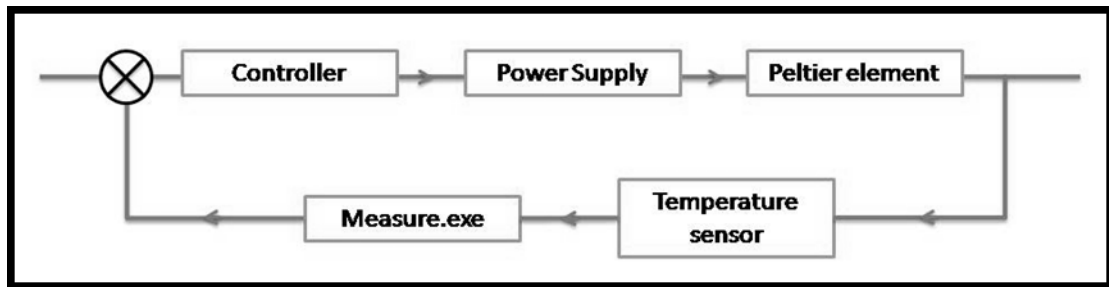 Controller
Power Supply
Peltier element
Measure.exe
Temperature
sensor